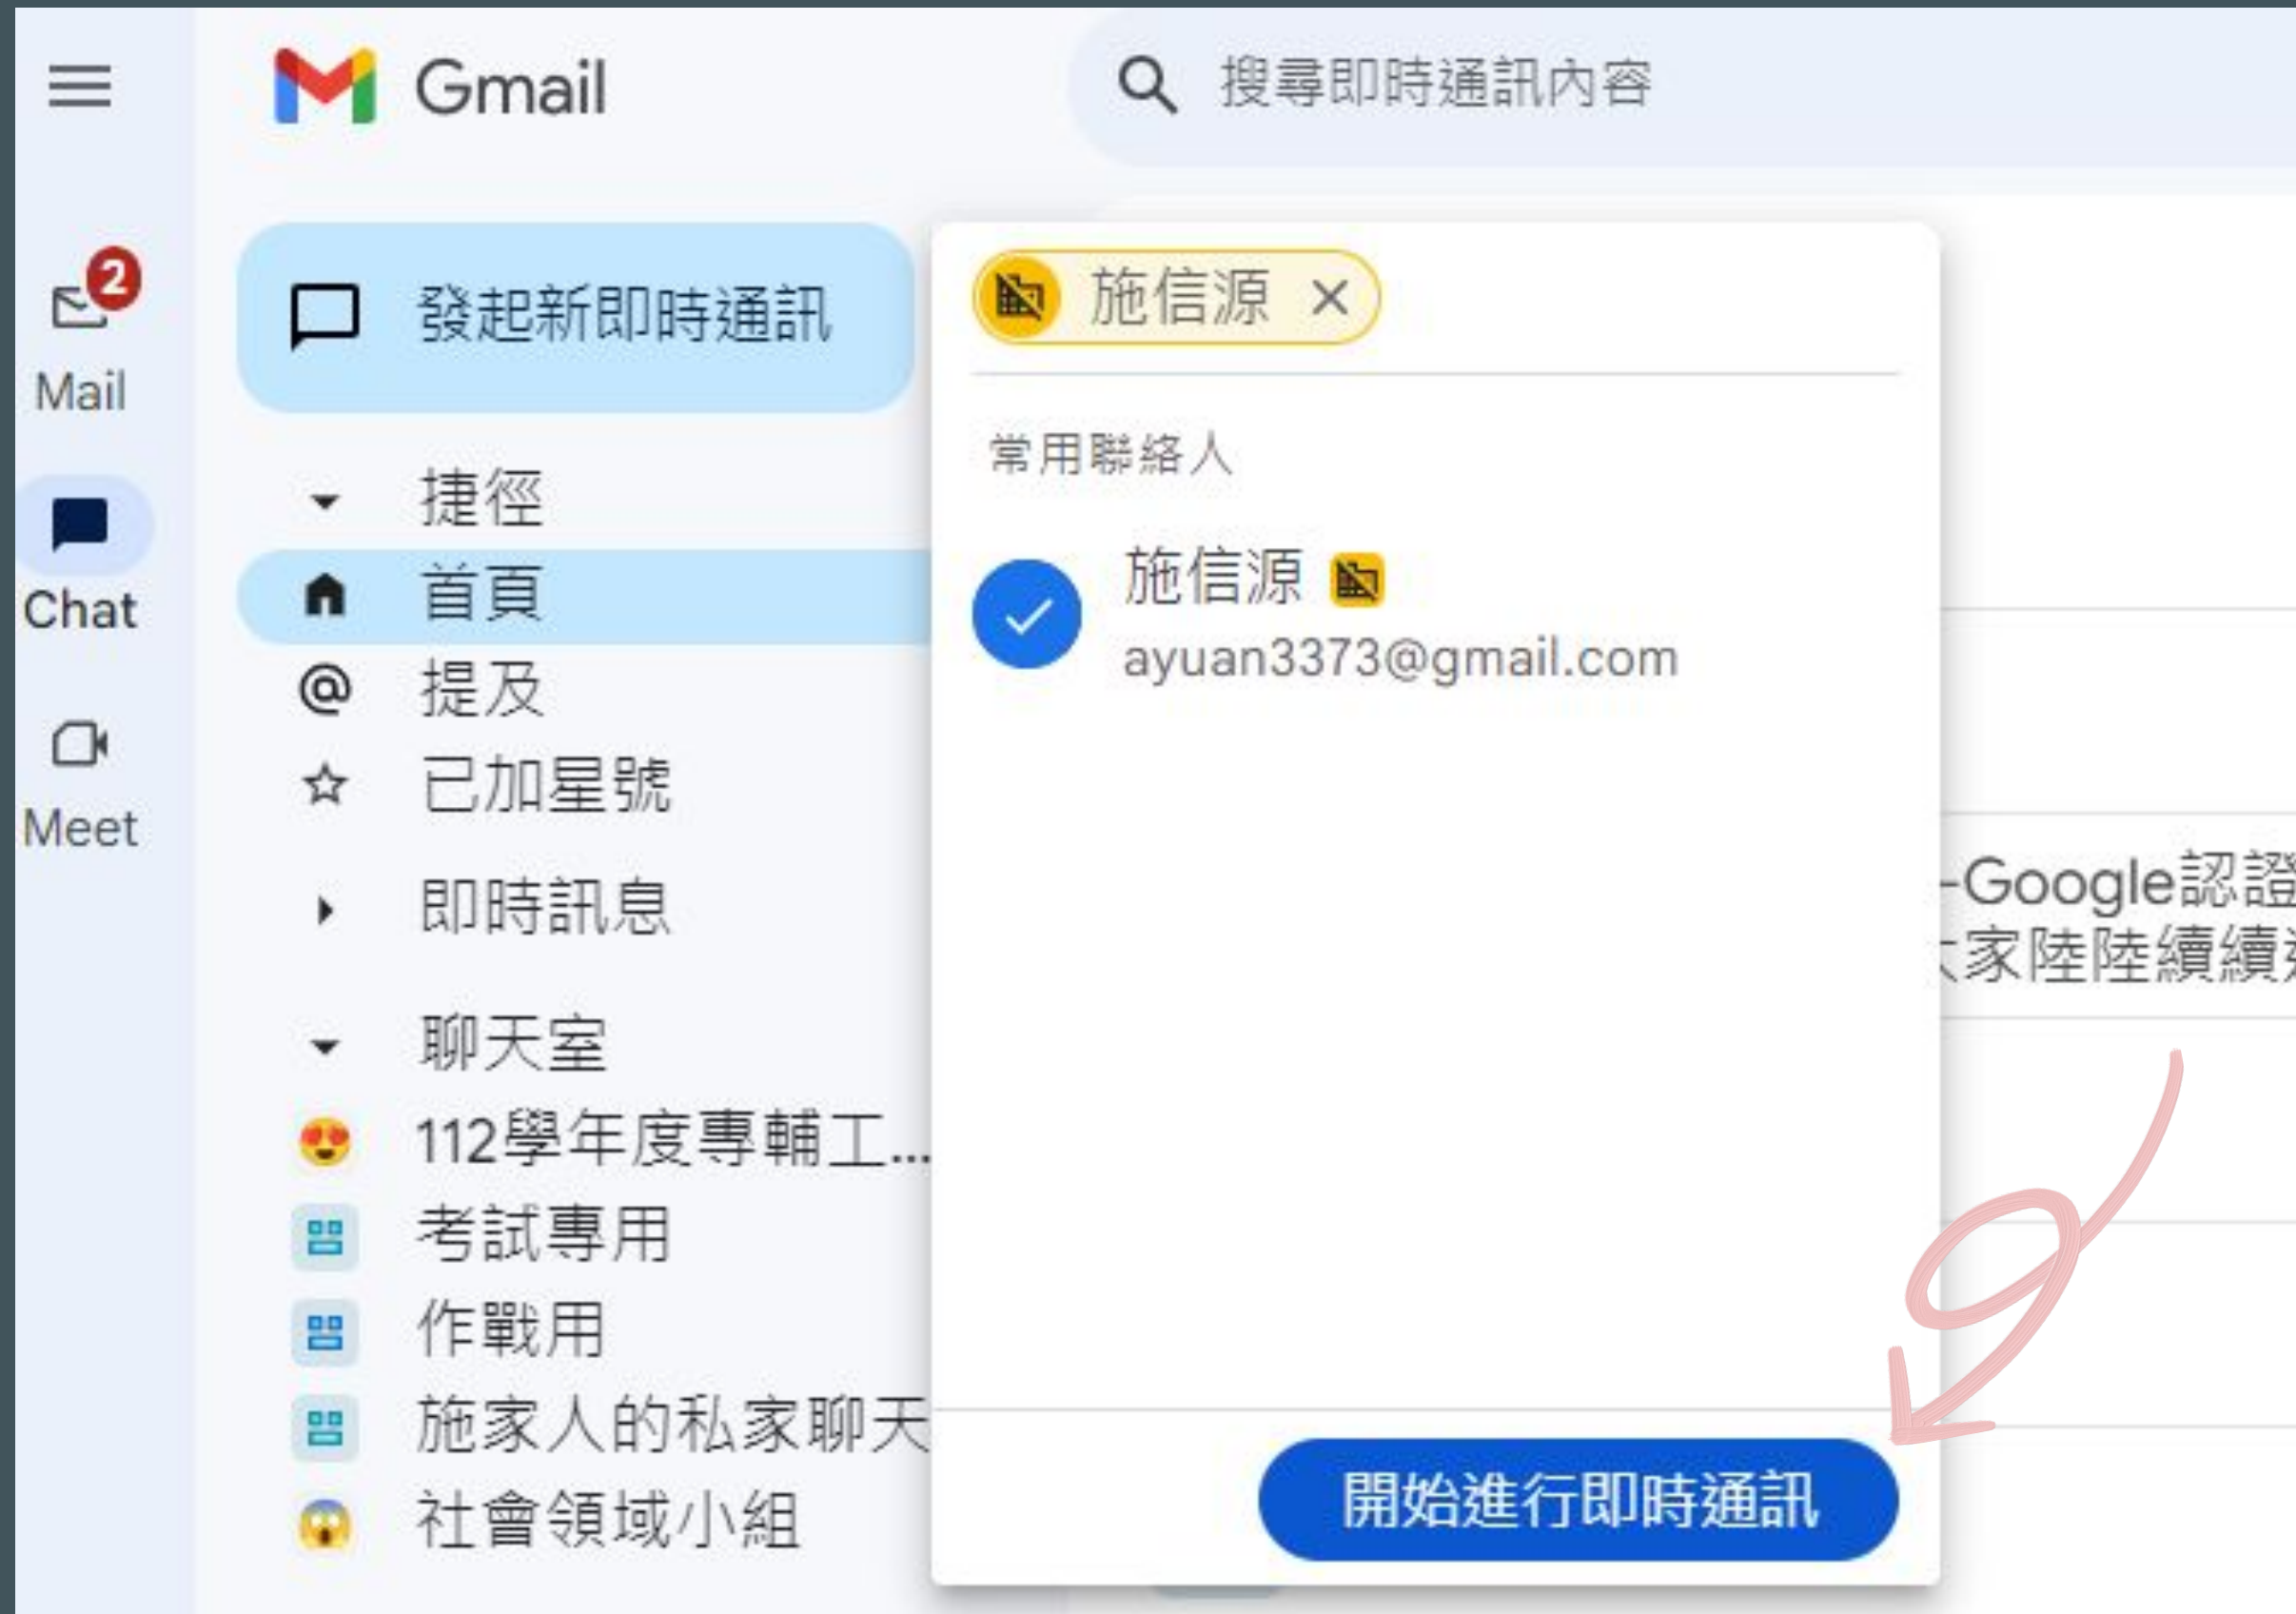 Gmail
搜尋即時通訊內容
2
Mail
Chat
Meet
發起新即時通訊
捷徑
首頁
提及
已加星號
即時訊息
聊天室
112學年度專輔工...
考試專用
作戰用
施家人的私家聊天
社會領域小組
施信源
常用聯絡人
施信源
ayuan3373@gmail.com
開始進行即時通訊
-Google認證
家陸陸續續